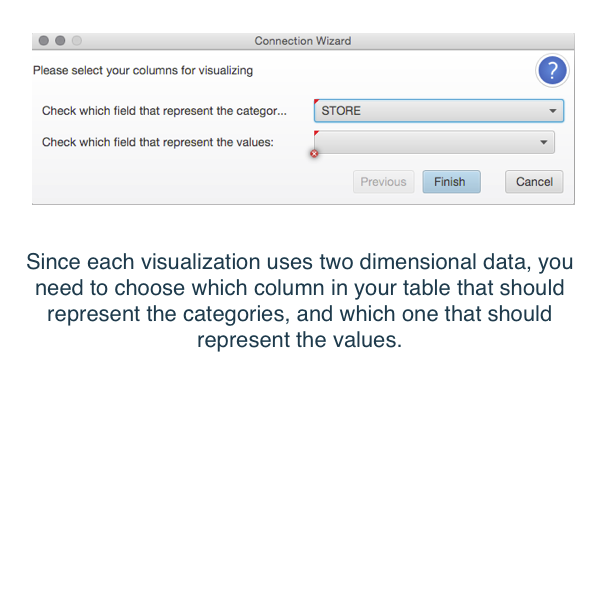 Connection Wizard
Please select your columns for visualizing
?
Check which field that represent the categor...
STORE
Check which field that represent the values:
Previous
Finish
Cancel
Since each visualization uses two dimensional data, you
need to choose which column in your table that should
represent the categories, and which one that should
represent the values.